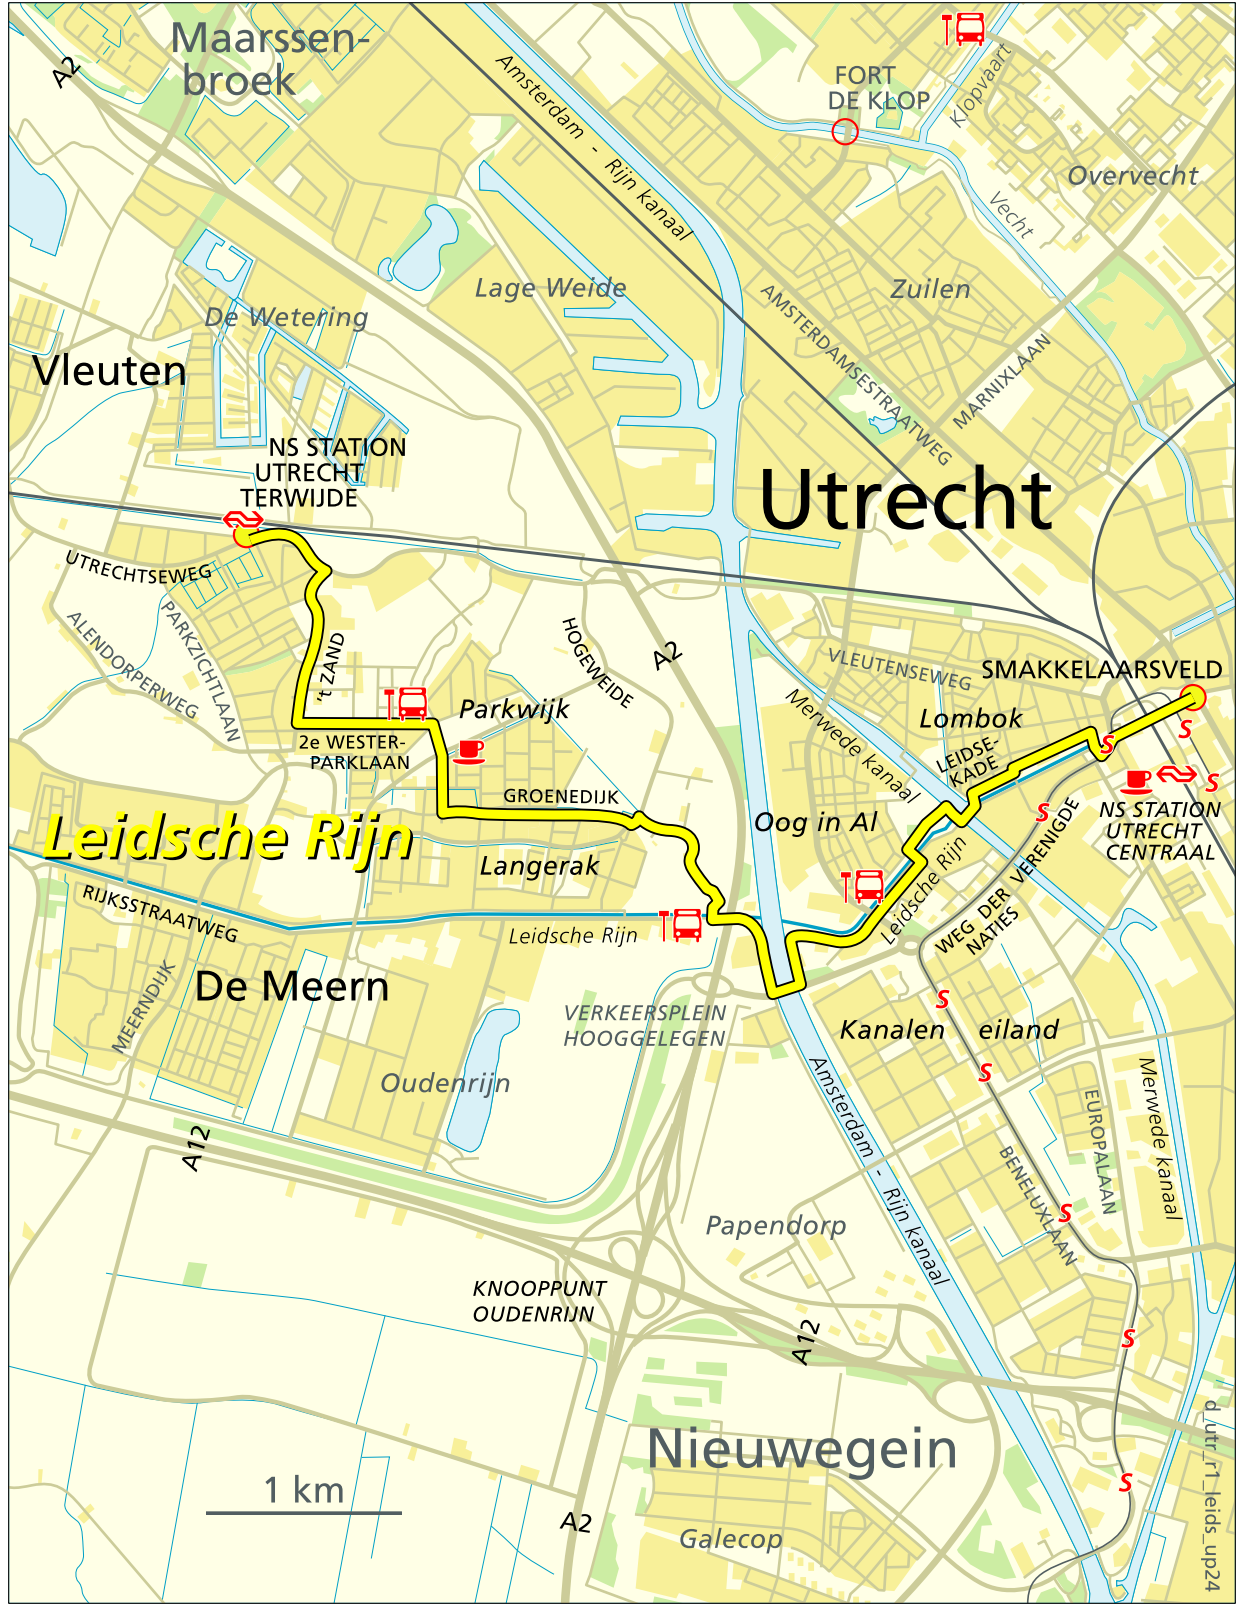 Maarssen-
broek
A2
Amsterdam - Rijn kanaal
FORT
DE KLOP
Klopvaart
Overvecht
Vecht
Lage Weide
Zuilen
De Wetering
AMSTERDAMSESTRAATWEG
MARNIXLAAN
Vleuten
NS STATION
UTRECHT
TERWIJDE
Utrecht
UTRECHTSEWEG
PARKZICHTLAAN
ALENDORPERWEG
't ZAND
HOGEWEIDE
A2
VLEUTENSEWEG
SMAKKELAARSVELD
Merwede kanaal
Lombok
Parkwijk
2e WESTER-
PARKLAAN
LEIDSE-
KADE
S
S
S
S
GROENEDIJK
NS STATION
UTRECHT
CENTRAAL
Oog in Al
Leidsche Rijn
Langerak
Leidsche Rijn
WEG DER VERENIGDE
NATIES
RIJKSSTRAATWEG
Leidsche Rijn
De Meern
MEERNDIJK
VERKEERSPLEIN
HOOGGELEGEN
S
Kanalen eiland
S
Oudenrijn
Amsterdam - Rijn kanaal
Merwede kanaal
EUROPALAAN
BENELUXLAAN
A12
S
Papendorp
KNOOPPUNT
OUDENRIJN
A12
S
Nieuwegein
S
1 km
A2
Galecop
d_utr_r1_leids_up24